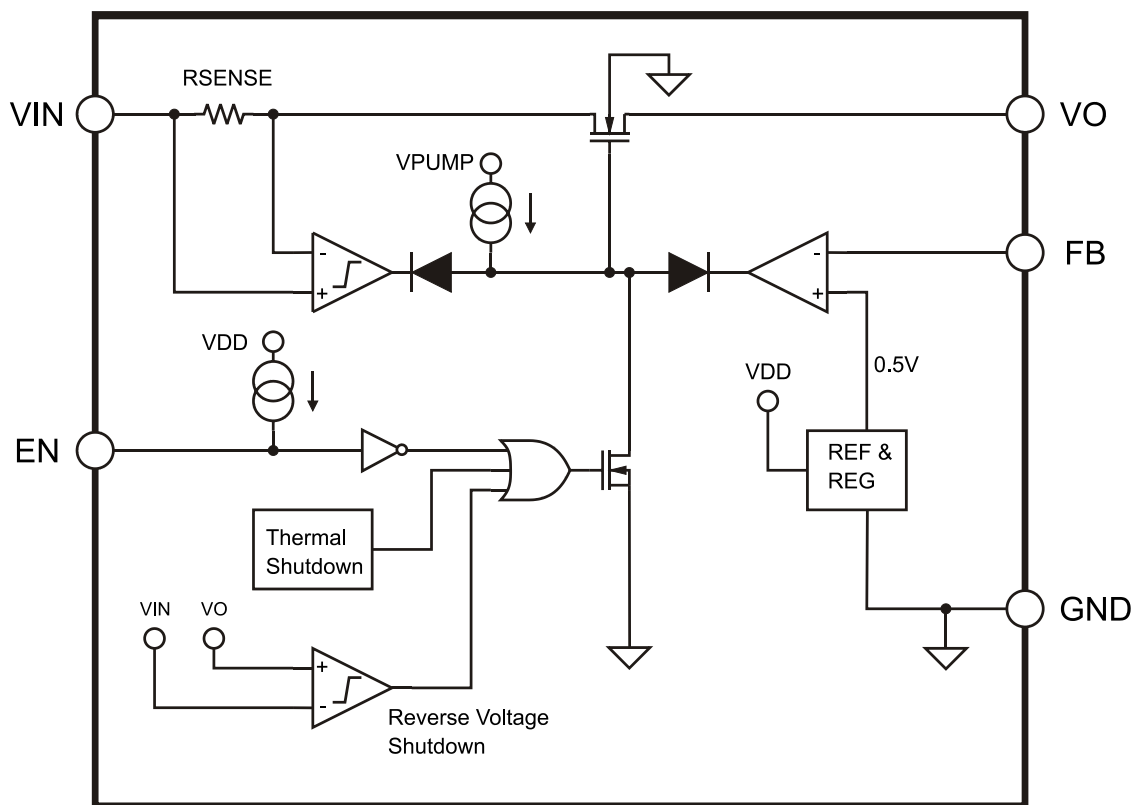 RSENSE
VIN
VO
VPUMP
-
+
-
+
FB
VDD
0.5V
VDD
EN
REF &
REG
Thermal
Shutdown
VIN
VO
GND
+
-
Reverse Voltage
Shutdown